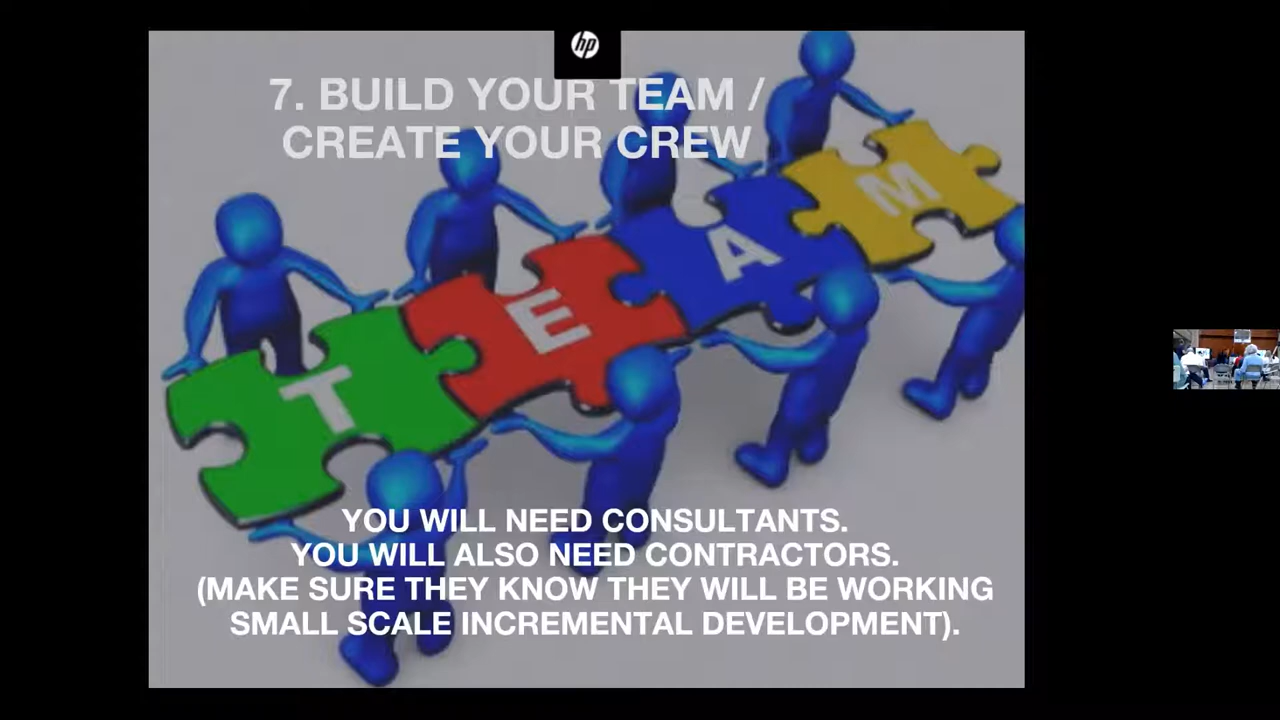 hp
7. BUILD YOUR TEAM /
CREATE YOUR CREW
T
E
A
M
YOU WILL NEED CONSULTANTS.
YOU WILL ALSO NEED CONTRACTORS.
(MAKE SURE THEY KNOW THEY WILL BE WORKING
SMALL SCALE INCREMENTAL DEVELOPMENT).